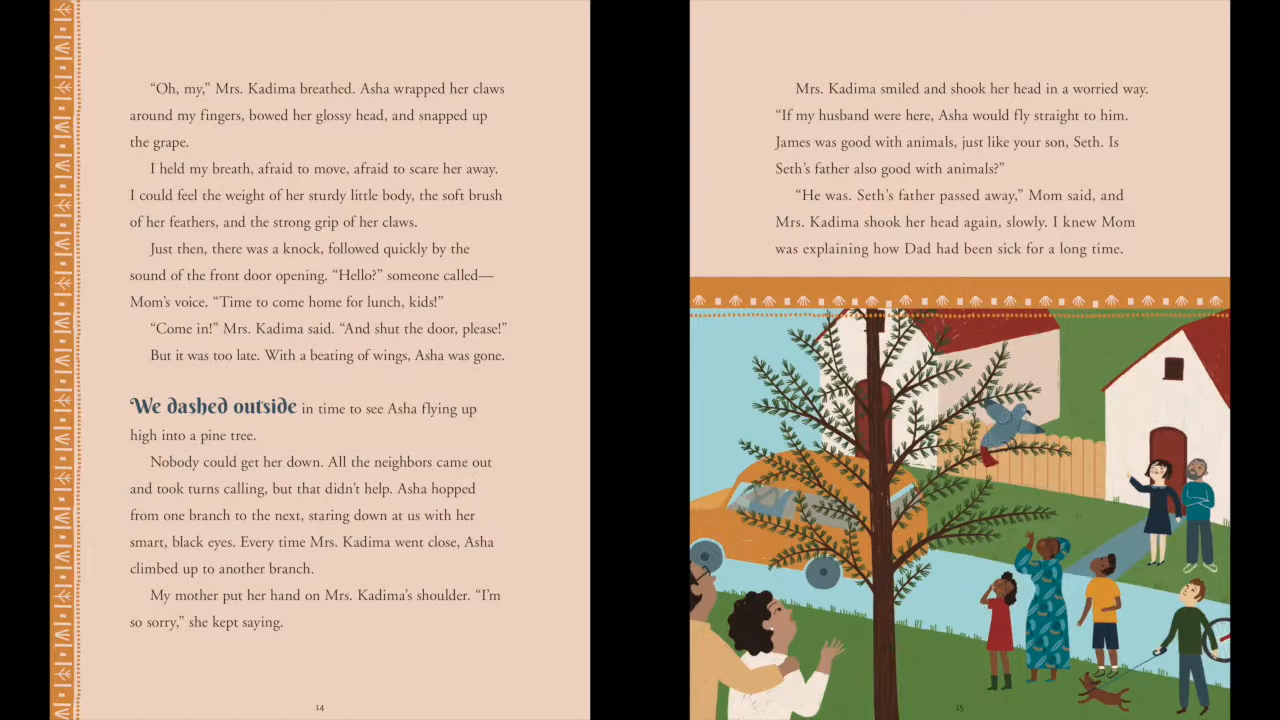 “Oh, my,” Mrs. Kadima breathed. Asha wrapped her claws
around my fingers, bowed her glossy head, and snapped up
the grape.
I held my breath, afraid to move, afraid to scare her away.
I could feel the weight of her sturdy little body, the soft brush
of her feathers, and the strong grip of her claws.
Just then, there was a knock, followed quickly by the
sound of the front door opening. “Hello?” someone called—
Mom’s voice. “Time to come home for lunch, kids!”
“Come in!” Mrs. Kadima said. “And shut the door, please!”
But it was too late. With a beating of wings, Asha was gone.
We dashed outside in time to see Asha flying up
high into a pine tree.
Nobody could get her down. All the neighbors came out
and took turns calling, but that didn’t help. Asha hopped
from one branch to the next, staring down at us with her
smart, black eyes. Every time Mrs. Kadima went close, Asha
climbed up to another branch.
My mother put her hand on Mrs. Kadima’s shoulder. “I’m
so sorry,” she kept saying.
14
Mrs. Kadima smiled and shook her head in a worried way.
“If my husband were here, Asha would fly straight to him.
James was good with animals, just like your son, Seth. Is
Seth’s father also good with animals?”
“He was. Seth’s father passed away,” Mom said, and
Mrs. Kadima shook her head again, slowly. I knew Mom
was explaining how Dad had been sick for a long time.
15